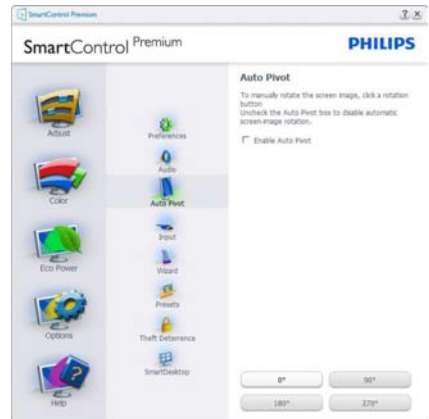 SmartControl Premium
SmartControl Premium
PHILIPS
Adjust
Color
Eco Power
Options
Help
Preferences
Audio
Auto Pivot
Input
Wizard
Presets
Theft Deterrence
SmartDesktop
Auto Pivot
To manually rotate the screen image, click a rotation
button
Uncheck the Auto Pivot box to disable automatic
screen-image rotation.
Enable Auto Pivot
0°
90°
180°
270°